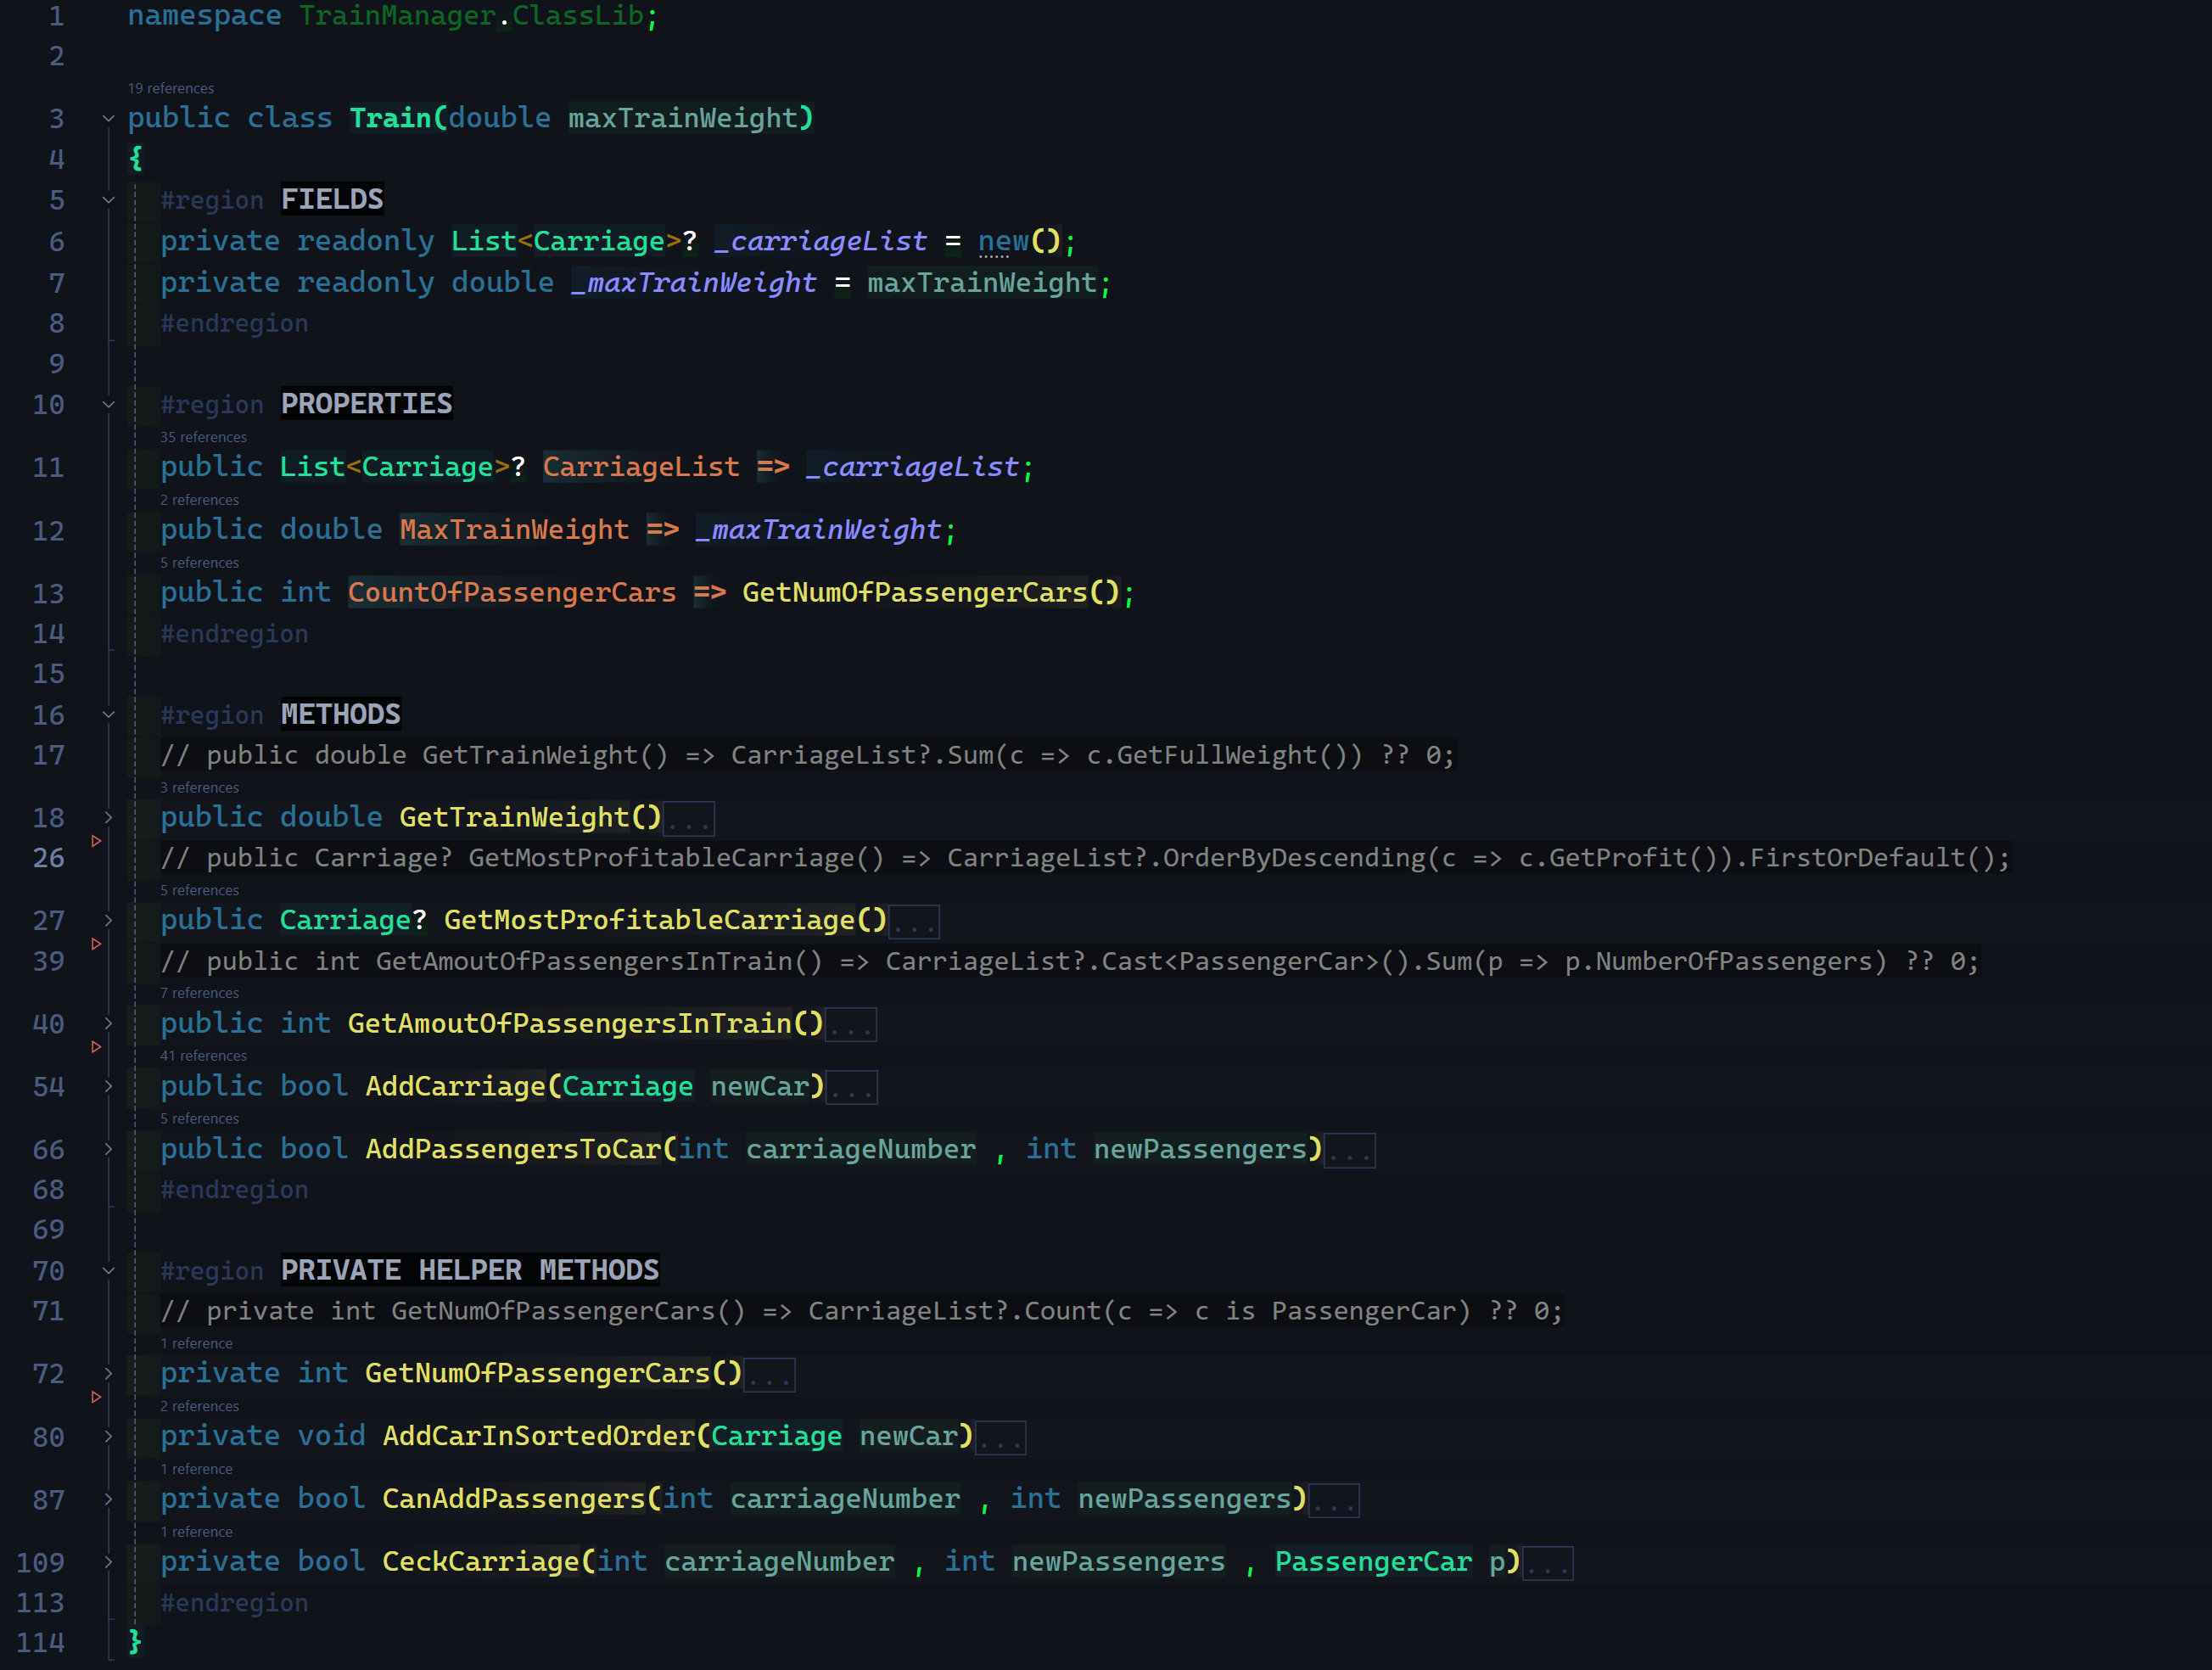 1 namespace TrainManager.ClassLib;
2
19 references
3 public class Train(double maxTrainWeight)
4 {
5 #region FIELDS
6 private readonly List<Carriage>? _carriageList = new();
7 private readonly double _maxTrainWeight = maxTrainWeight;
8 #endregion
9
10 #region PROPERTIES
35 references
11 public List<Carriage>? CarriageList => _carriageList;
2 references
12 public double MaxTrainWeight => _maxTrainWeight;
5 references
13 public int CountOfPassengerCars => GetNumOfPassengerCars();
14 #endregion
15
16 #region METHODS
17 // public double GetTrainWeight() => CarriageList?.Sum(c => c.GetFullWeight()) ?? 0;
3 references
18 public double GetTrainWeight()...
26 // public Carriage? GetMostProfitableCarriage() => CarriageList?.OrderByDescending(c => c.GetProfit()).FirstOrDefault();
5 references
27 public Carriage? GetMostProfitableCarriage()...
39 // public int GetAmoutOfPassengersInTrain() => CarriageList?.Cast<PassengerCar>().Sum(p => p.NumberOfPassengers) ?? 0;
7 references
40 public int GetAmoutOfPassengersInTrain()...
41 references
54 public bool AddCarriage(Carriage newCar)...
5 references
66 public bool AddPassengersToCar(int carriageNumber , int newPassengers)...
68 #endregion
69
70 #region PRIVATE HELPER METHODS
71 // private int GetNumOfPassengerCars() => CarriageList?.Count(c => c is PassengerCar) ?? 0;
1 reference
72 private int GetNumOfPassengerCars()...
2 references
80 private void AddCarInSortedOrder(Carriage newCar)...
1 reference
87 private bool CanAddPassengers(int carriageNumber , int newPassengers)...
1 reference
109 private bool CeckCarriage(int carriageNumber , int newPassengers , PassengerCar p)...
113 #endregion
114 }